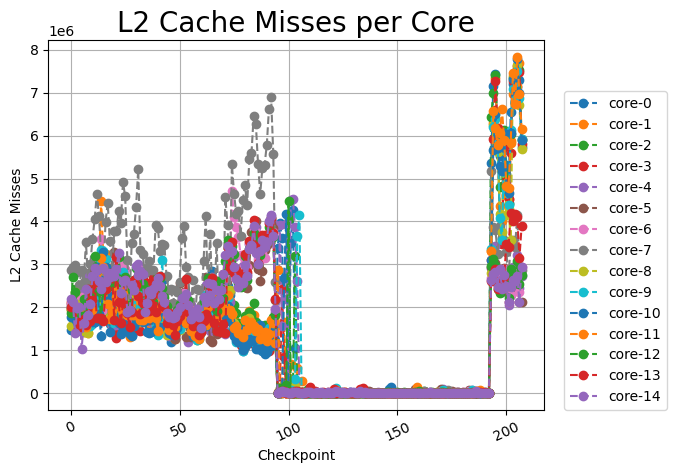 L2 Cache Misses per Core
1e6
8
7
6
5
4
3
2
1
0
L2 Cache Misses
0
50
100
150
200
Checkpoint
core-0
core-1
core-2
core-3
core-4
core-5
core-6
core-7
core-8
core-9
core-10
core-11
core-12
core-13
core-14